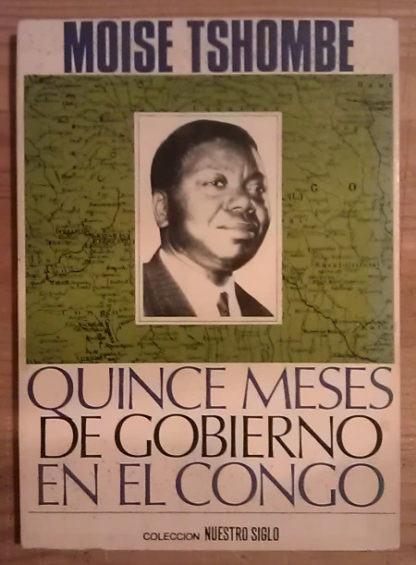 MOISE TSHOMBE
QUINCE MESES
DE GOBIERNO
EN EL CONGO
COLECCION NUESTRO SIGLO